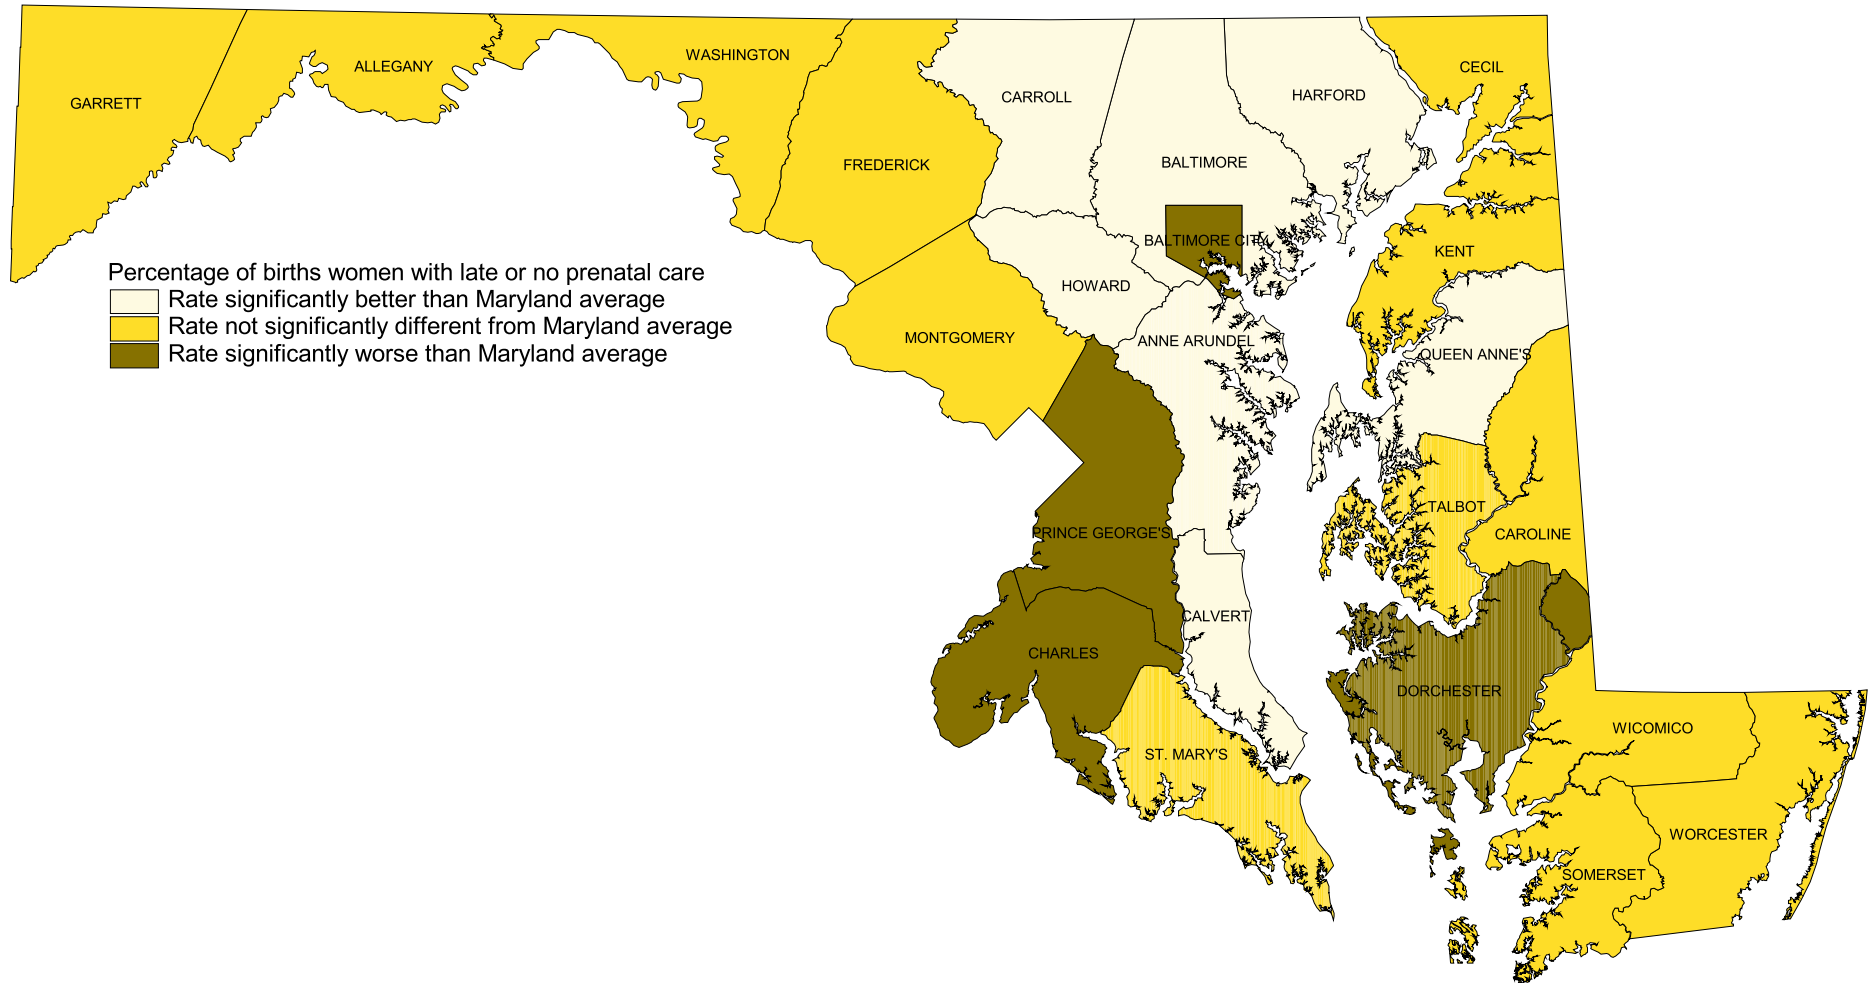 WASHINGTON
ALLEGANY
CECIL
GARRETT
CARROLL
HARFORD
FREDERICK
BALTIMORE
BALTIMORE CITY
KENT
Percentage of births women with late or no prenatal care
Rate significantly better than Maryland average
Rate not significantly different from Maryland average
Rate significantly worse than Maryland average
HOWARD
MONTGOMERY
ANNE ARUNDEL
QUEEN ANNE'S
TALBOT
PRINCE GEORGE'S
CAROLINE
CALVERT
CHARLES
DORCHESTER
WICOMICO
ST. MARY'S
WORCESTER
SOMERSET